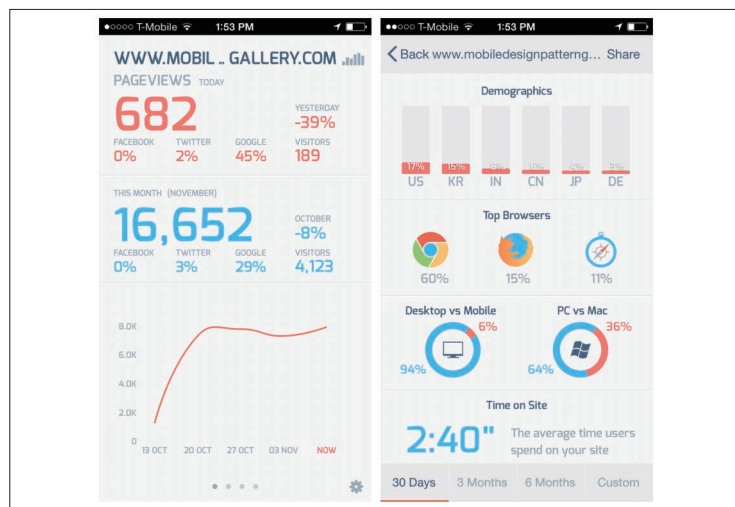 T-Mobile 1:53 PM
WWW.MOBIL .. GALLERY.COM
PAGEVIEWS TODAY
682
YESTERDAY
-39%
FACEBOOK TWITTER GOOGLE VISITORS
0% 2% 45% 189
THIS MONTH (NOVEMBER)
16,652
OCTOBER
-8%
FACEBOOK TWITTER GOOGLE VISITORS
0% 3% 29% 4,123
8.0K
6.0K
4.0K
2.0K
0
13 OCT 20 OCT 27 OCT 03 NOV NOW
T-Mobile 1:53 PM
Back www.mobiledesignpatterng... Share
Demographics
17% 15% 6% 4% 3%
US KR IN CN JP DE
Top Browsers
60% 15% 11%
Desktop vs Mobile PC vs Mac
6% 36%
94% 64%
Time on Site
2:40"
The average time users
spend on your site
30 Days 3 Months 6 Months Custom